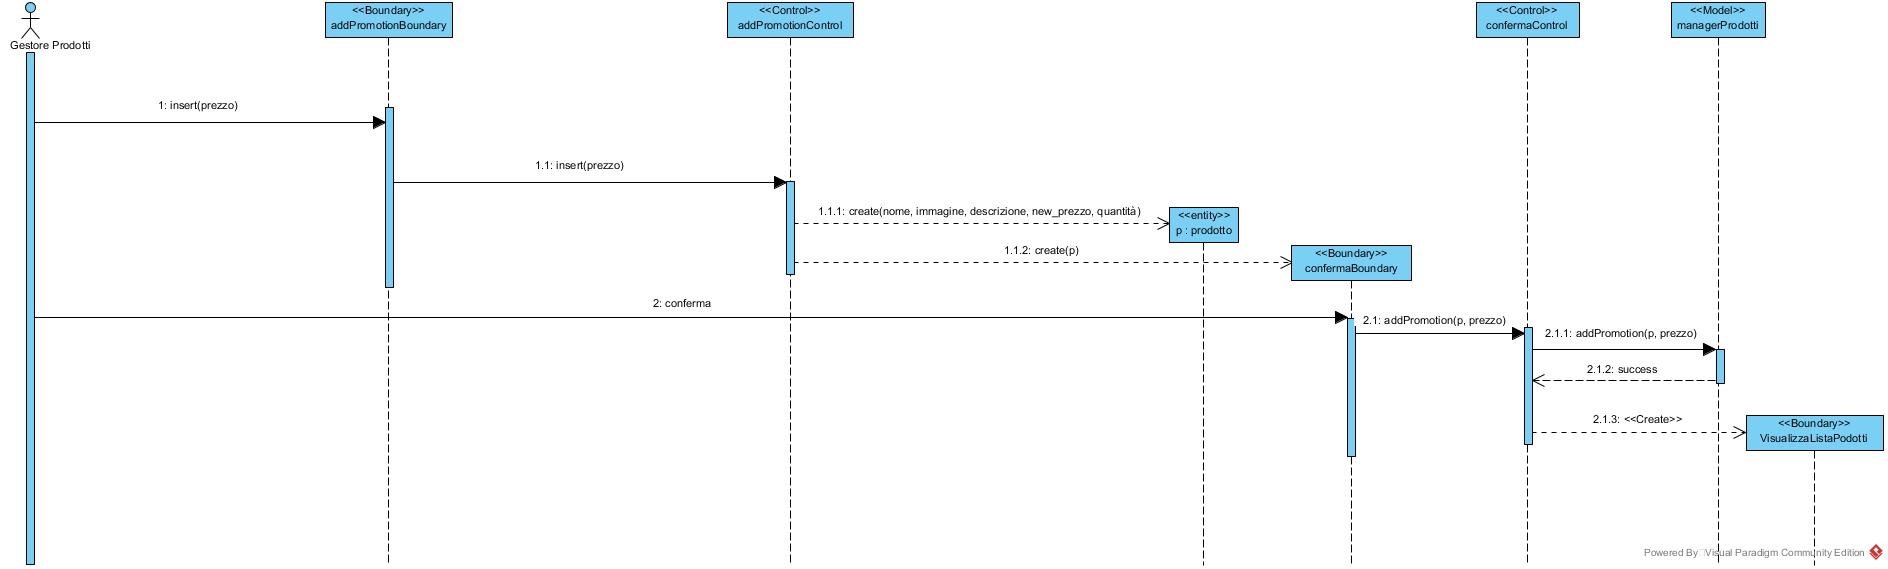 Gestore Prodotti
<<Boundary>>
addPromotionBoundary
<<Control>>
addPromotionControl
<<Control>>
confermaControl
<<Model>>
managerProdotti
1: insert(prezzo)
1.1: insert(prezzo)
1.1.1: create(nome, immagine, descrizione, new_prezzo, quantità)
<<entity>>
p : prodotto
1.1.2: create(p)
<<Boundary>>
confermaBoundary
2: conferma
2.1: addPromotion(p, prezzo)
2.1.1: addPromotion(p, prezzo)
2.1.2: success
2.1.3: <<Create>>
<<Boundary>>
VisualizzaListaPodotti
Powered By Visual Paradigm Community Edition